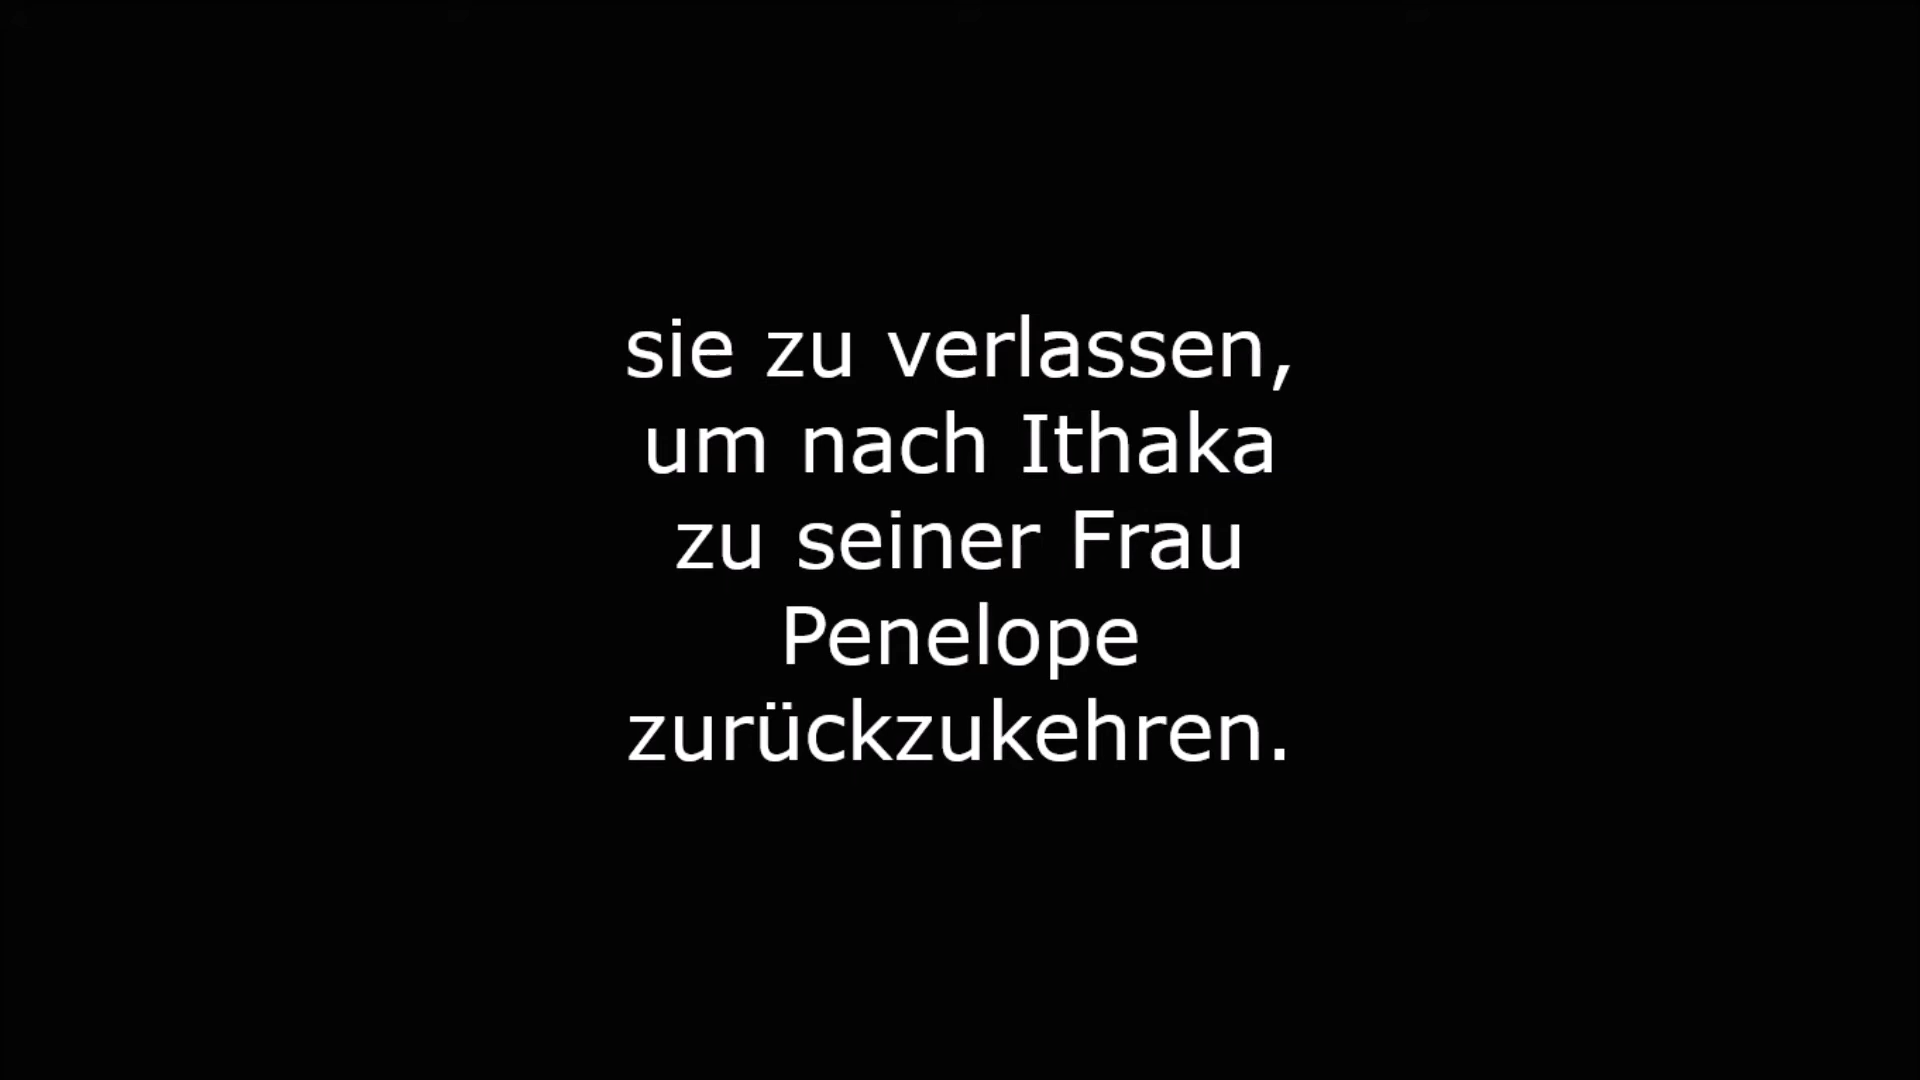 sie zu verlassen,
um nach Ithaka
zu seiner Frau
Penelope
zurückzukehren.